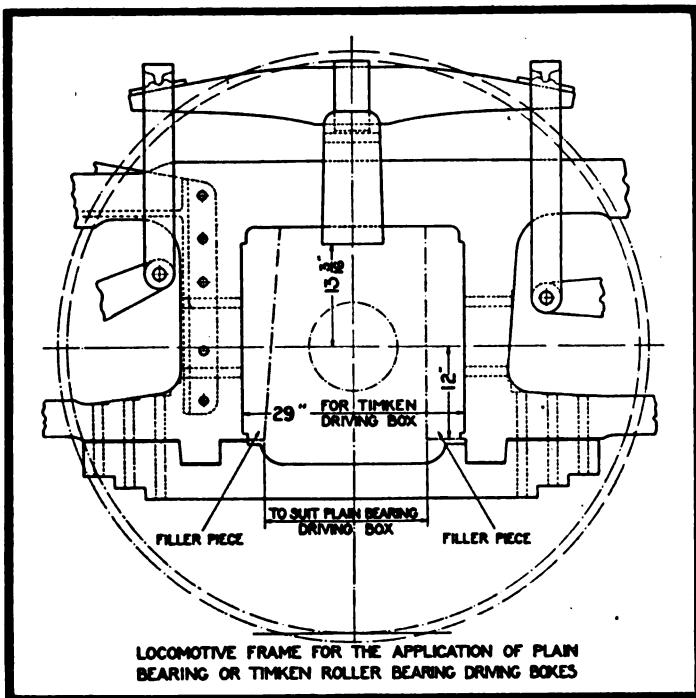 13 3/16"
12"
29" FOR TIMKEN
DRIVING BOX
TO SUIT PLAIN BEARING
DRIVING BOX
FILLER PIECE
FILLER PIECE
LOCOMOTIVE FRAME FOR THE APPLICATION OF PLAIN
BEARING OR TIMKEN ROLLER BEARING DRIVING BOXES